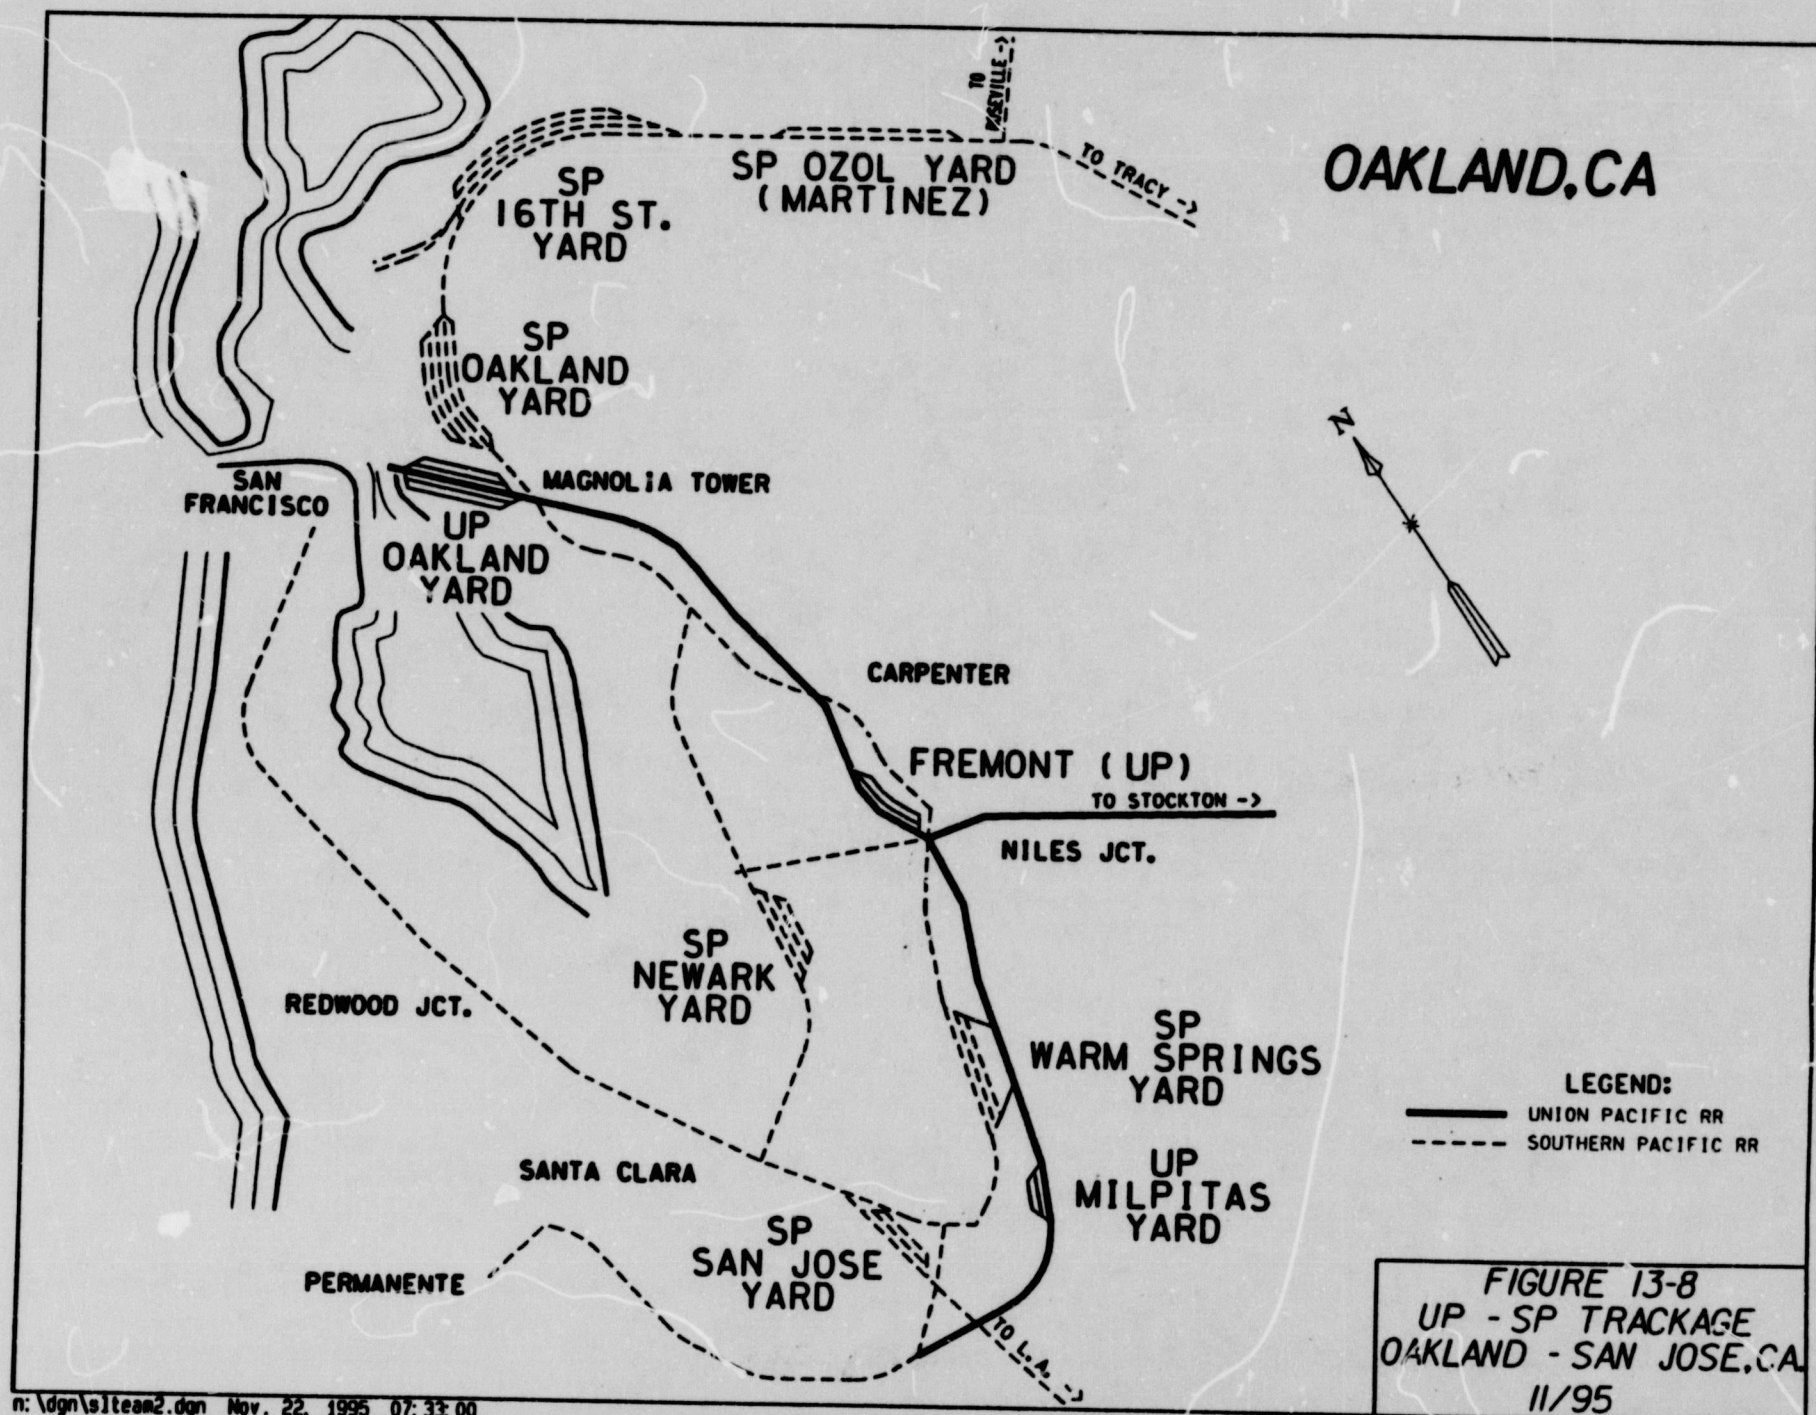 TO
ROSEVILLE ->
OAKLAND,CA
SP OZOL YARD
(MARTINEZ)
TO TRACY ->
SP
16TH ST.
YARD
SP
OAKLAND
YARD
N
MAGNOLIA TOWER
SAN
FRANCISCO
UP
OAKLAND
YARD
CARPENTER
FREMONT (UP)
TO STOCKTON ->
NILES JCT.
SP
NEWARK
YARD
REDWOOD JCT.
SP
WARM SPRINGS
YARD
LEGEND:
UNION PACIFIC RR
SOUTHERN PACIFIC RR
SANTA CLARA
UP
MILPITAS
YARD
SP
SAN JOSE
YARD
PERMANENTE
TO L.A. ->
FIGURE 13-8
UP - SP TRACKAGE
OAKLAND - SAN JOSE,CA.
11/95
n:\dgn\slteam2.dgn Nov. 22, 1995 07:33:00